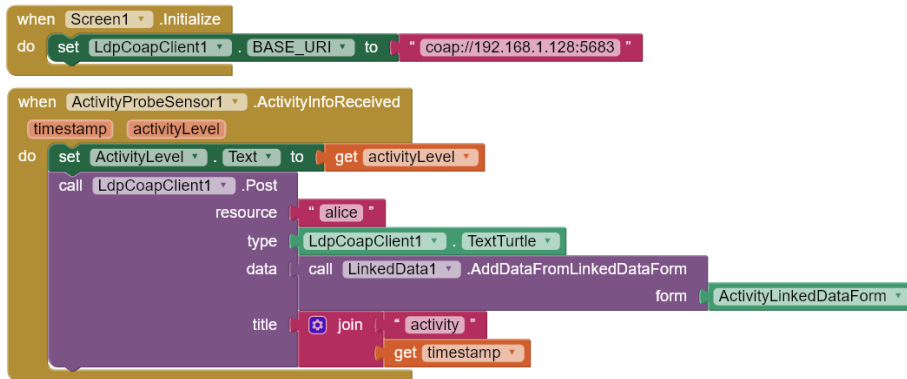 when Screen1 .Initialize
do set LdpCoapClient1 . BASE_URI to " coap://192.168.1.128:5683 "
when ActivityProbeSensor1 .ActivityInfoReceived
timestamp activityLevel
do set ActivityLevel . Text to get activityLevel
call LdpCoapClient1 .Post
resource " alice "
type LdpCoapClient1 . TextTurtle
data call LinkedData1 .AddDataFromLinkedDataForm
form ActivityLinkedDataForm
title join " activity "
get timestamp